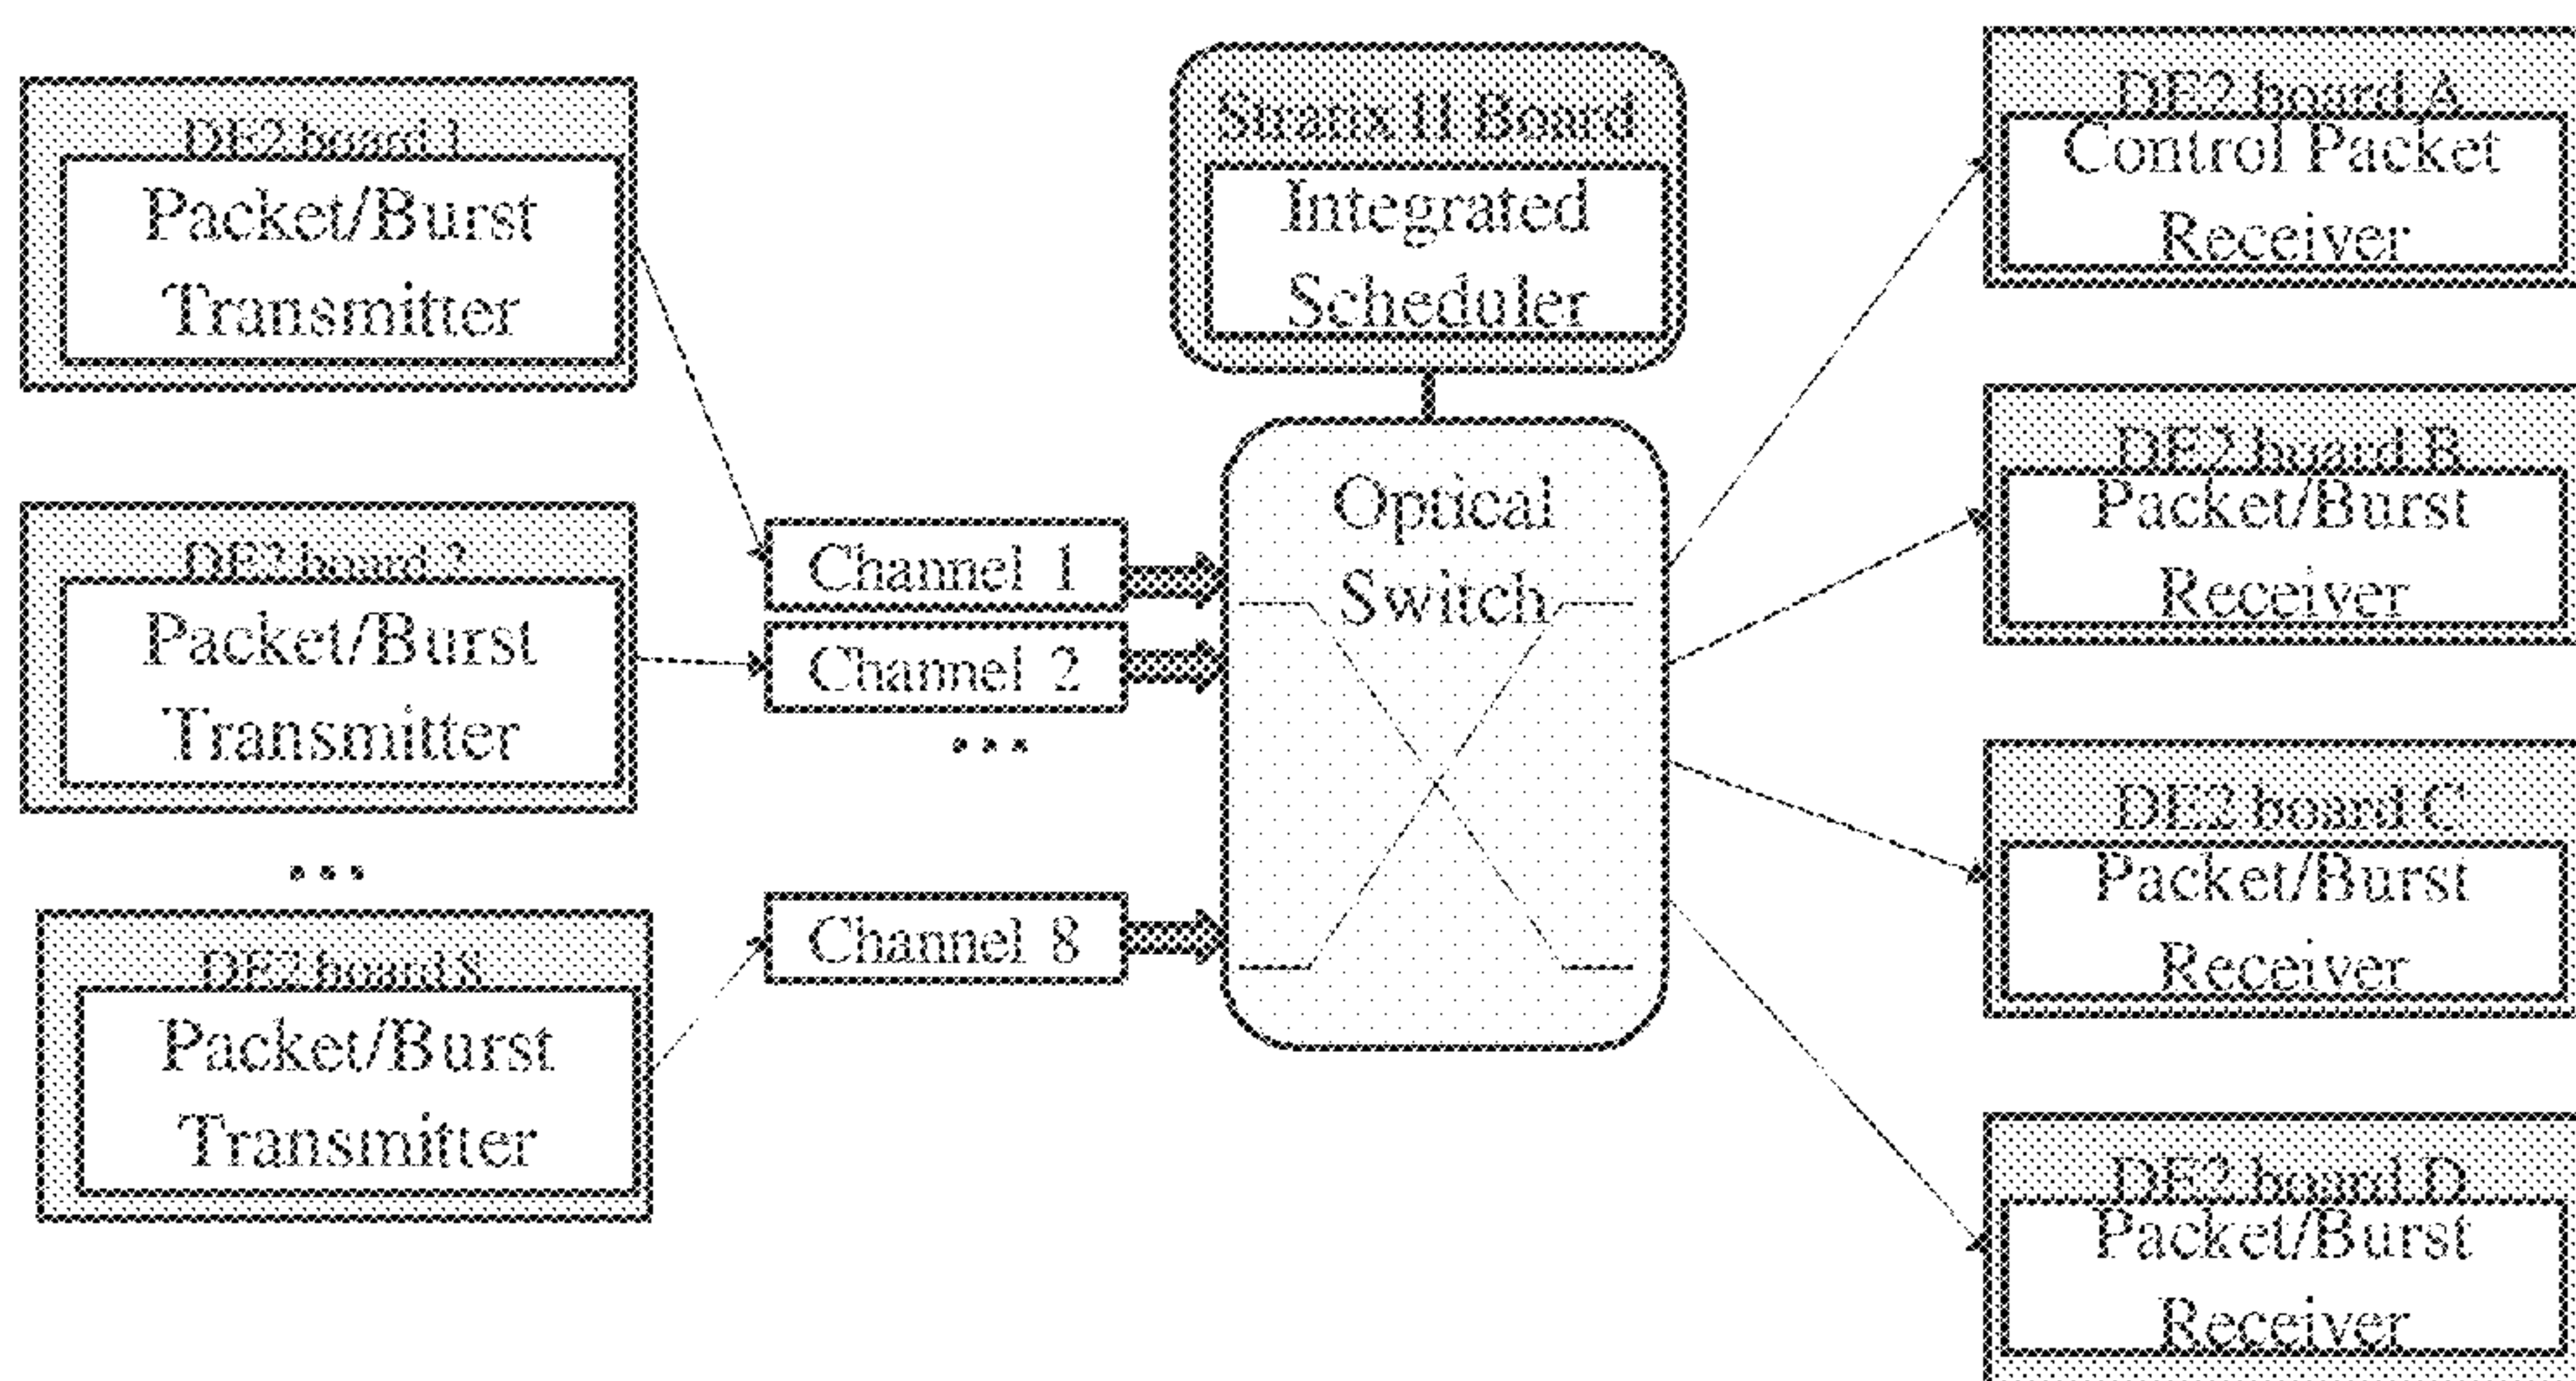 DE2 board 1
Packet/Burst
Transmitter
DE2 board 2
Packet/Burst
Transmitter
...
DE2 board 8
Packet/Burst
Transmitter
Channel 1
Channel 2
...
Channel 8
Stratix II Board
Integrated
Scheduler
Optical
Switch
DE2 board A
Control Packet
Receiver
DE2 board B
Packet/Burst
Receiver
DE2 board C
Packet/Burst
Receiver
DE2 board D
Packet/Burst
Receiver